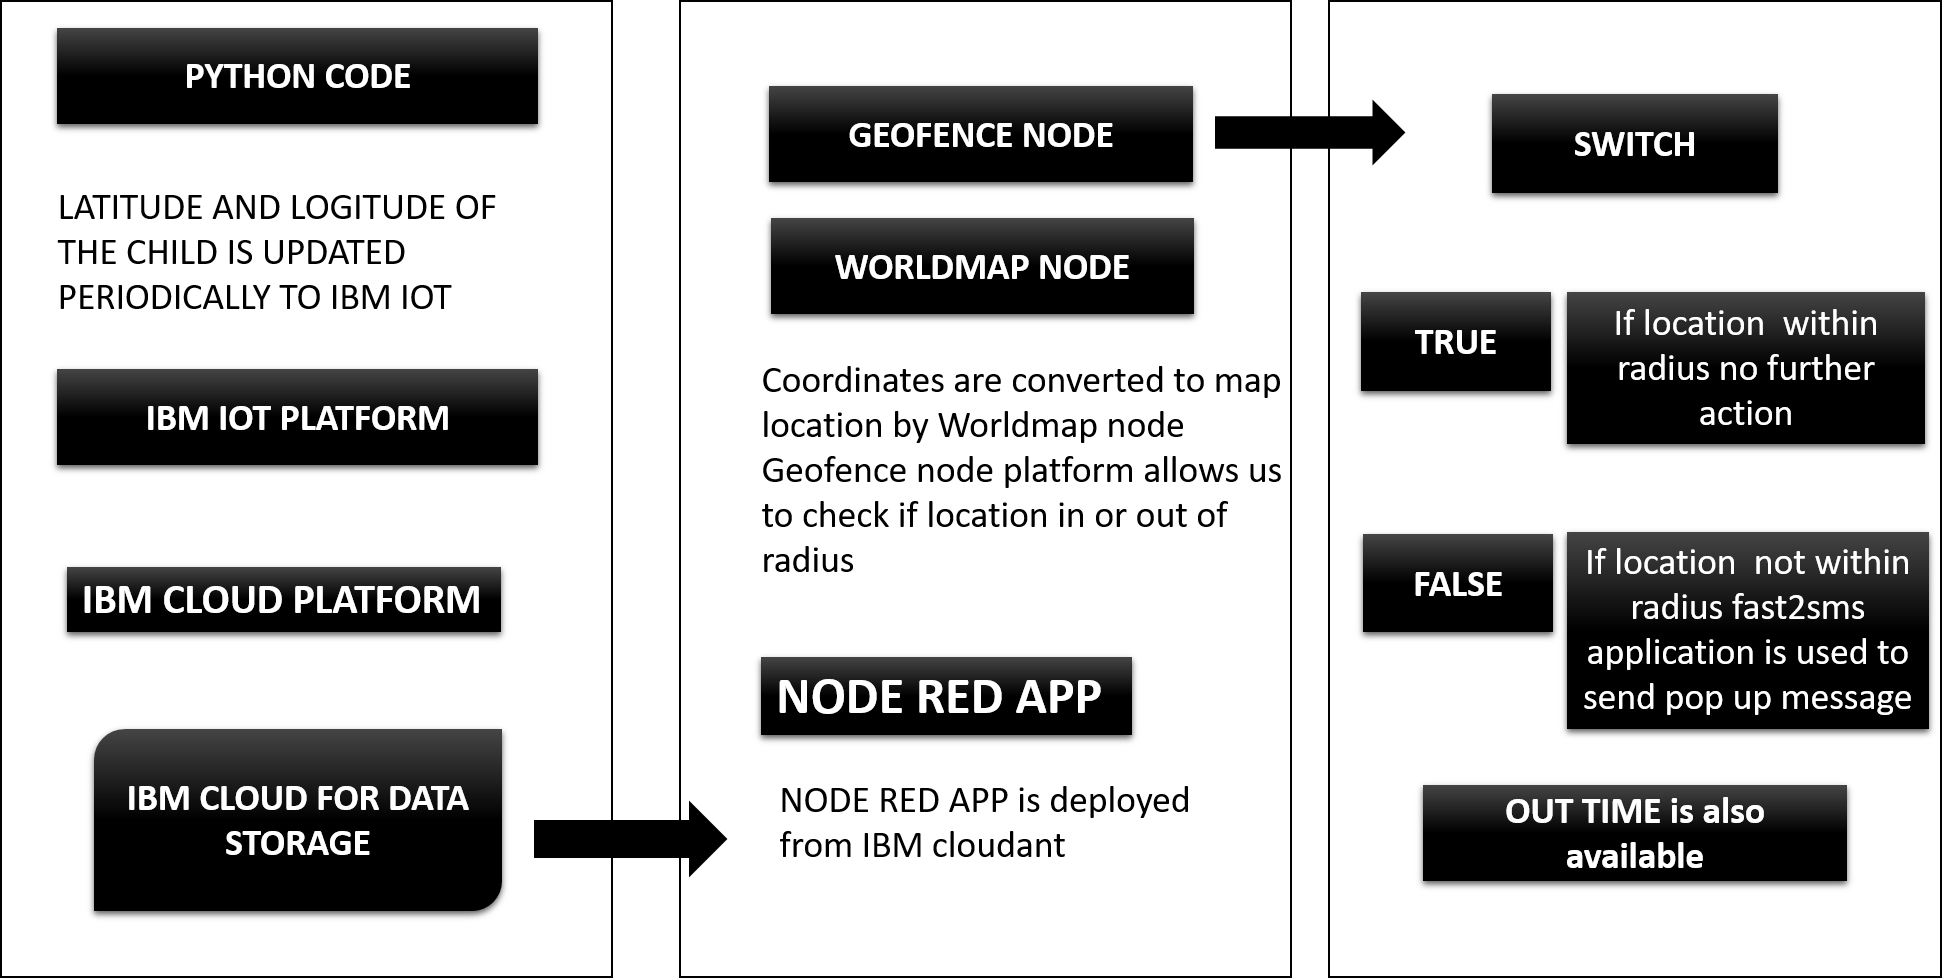 PYTHON CODE
LATITUDE AND LOGITUDE OF
THE CHILD IS UPDATED
PERIODICALLY TO IBM IOT
IBM IOT PLATFORM
IBM CLOUD PLATFORM
IBM CLOUD FOR DATA
STORAGE
GEOFENCE NODE
WORLDMAP NODE
Coordinates are converted to map
location by Worldmap node
Geofence node platform allows us
to check if location in or out of
radius
NODE RED APP
NODE RED APP is deployed
from IBM cloudant
SWITCH
TRUE
If location  within
radius no further
action
FALSE
If location  not within
radius fast2sms
application is used to
send pop up message
OUT TIME is also
available